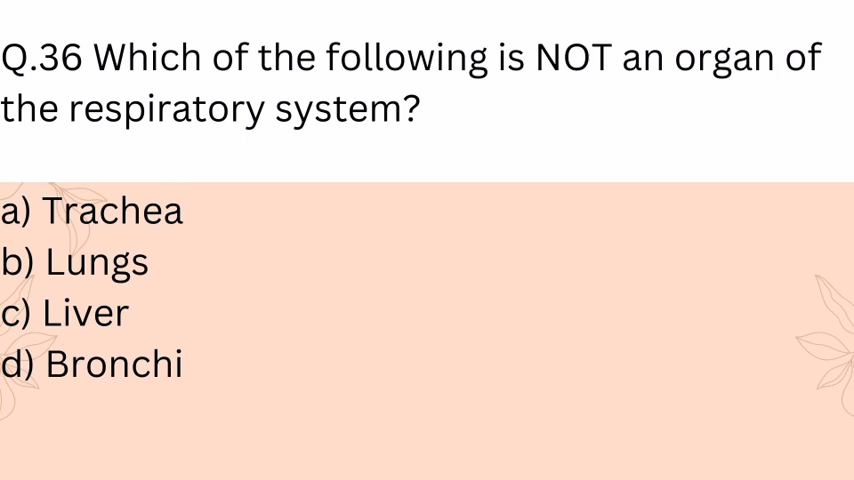 Q.36 Which of the following is NOT an organ of
the respiratory system?
a) Trachea
b) Lungs
c) Liver
d) Bronchi